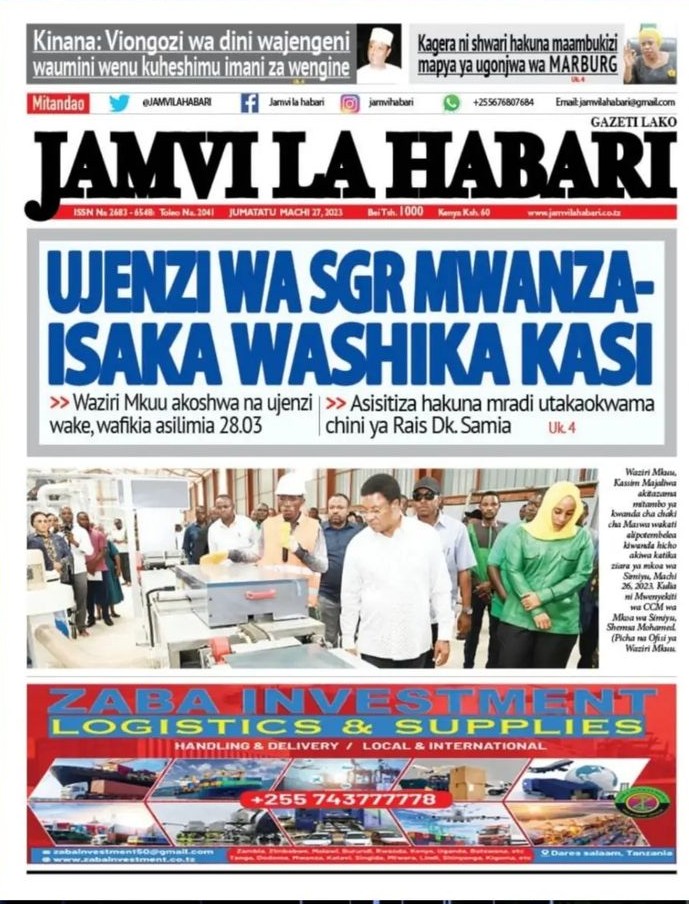 Kinana: Viongozi wa dini wajengeni
waumini wenu kuheshimu imani za wengine
Uk.4
Kagera ni shwari hakuna maambukizi
mapya ya ugonjwa wa MARBURG
Uk.4
Mitandao @JAMVILAHABARI Jamvi la habari jamvihabari +255676807684 Email:jamvilahabari@gmail.com
GAZETI LAKO
JAMVI LA HABARI
ISSN No 2683 - 6548 Toleo No. 2041 JUMATATU MACHI 27, 2023 Bei Tsh. 1000 Kenya Ksh. 60 www.jamvilahabari.co.tz
UJENZI WA SGR MWANZA-
ISAKA WASHIKA KASI
>> Waziri Mkuu akoshwa na ujenzi
wake, wafikia asilimia 28.03
>> Asisitiza hakuna mradi utakaokwama
chini ya Rais Dk. Samia Uk. 4
Waziri Mkuu,
Kassim Majaliwa
akitazama
mitambo ya
kwanda cha chaki
cha Maswa wakati
alipotembelea
kiwanda hicho
akiwa katika
ziara ya mkoa wa
Simiyu, Machi
26, 2023. Kulia
ni Mwenyekiti
wa CCM wa
Mkoa wa Simiyu,
Shemsa Mohamed.
(Picha na Ofisi ya
Waziri Mkuu.
ZABA INVESTMENT
LOGISTICS & SUPPLIES
HANDLING & DELIVERY / LOCAL & INTERNATIONAL
+255 743777778
zabainvestment50@gmail.com
www.zabainvestment.co.tz
Zambia, Zimbabwe, Malawi, Burundi, Rwanda, Kenya, Uganda, Botswana, etc
Tanga, Dodoma, Mwanza, Katavi, Singida, Mtwara, Lindi, Shinyanga, Kigoma, etc
Dares salaam, Tanzania